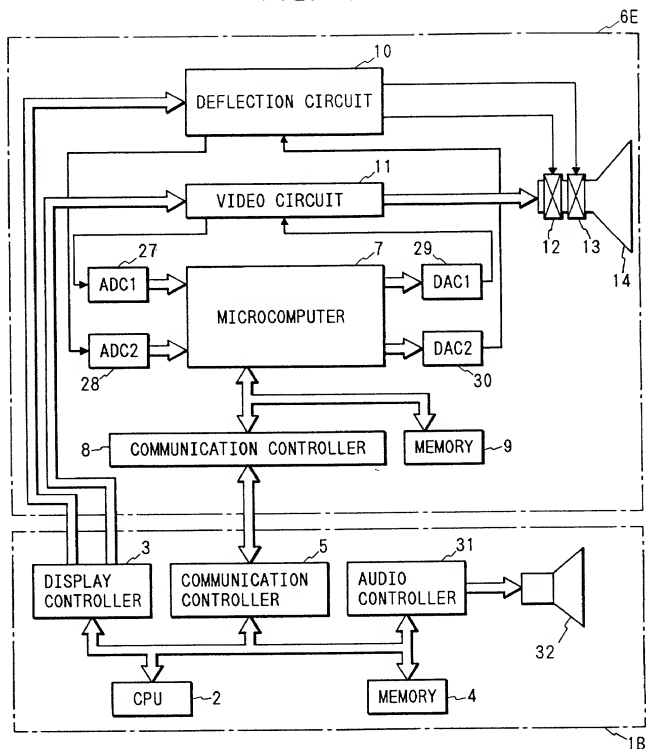 6E
10
DEFLECTION CIRCUIT
11
VIDEO CIRCUIT
12
13
14
27
ADC1
7
MICROCOMPUTER
29
DAC1
ADC2
28
DAC2
30
8
COMMUNICATION CONTROLLER
MEMORY
9
3
DISPLAY
CONTROLLER
5
COMMUNICATION
CONTROLLER
31
AUDIO
CONTROLLER
32
CPU
2
MEMORY
4
1B